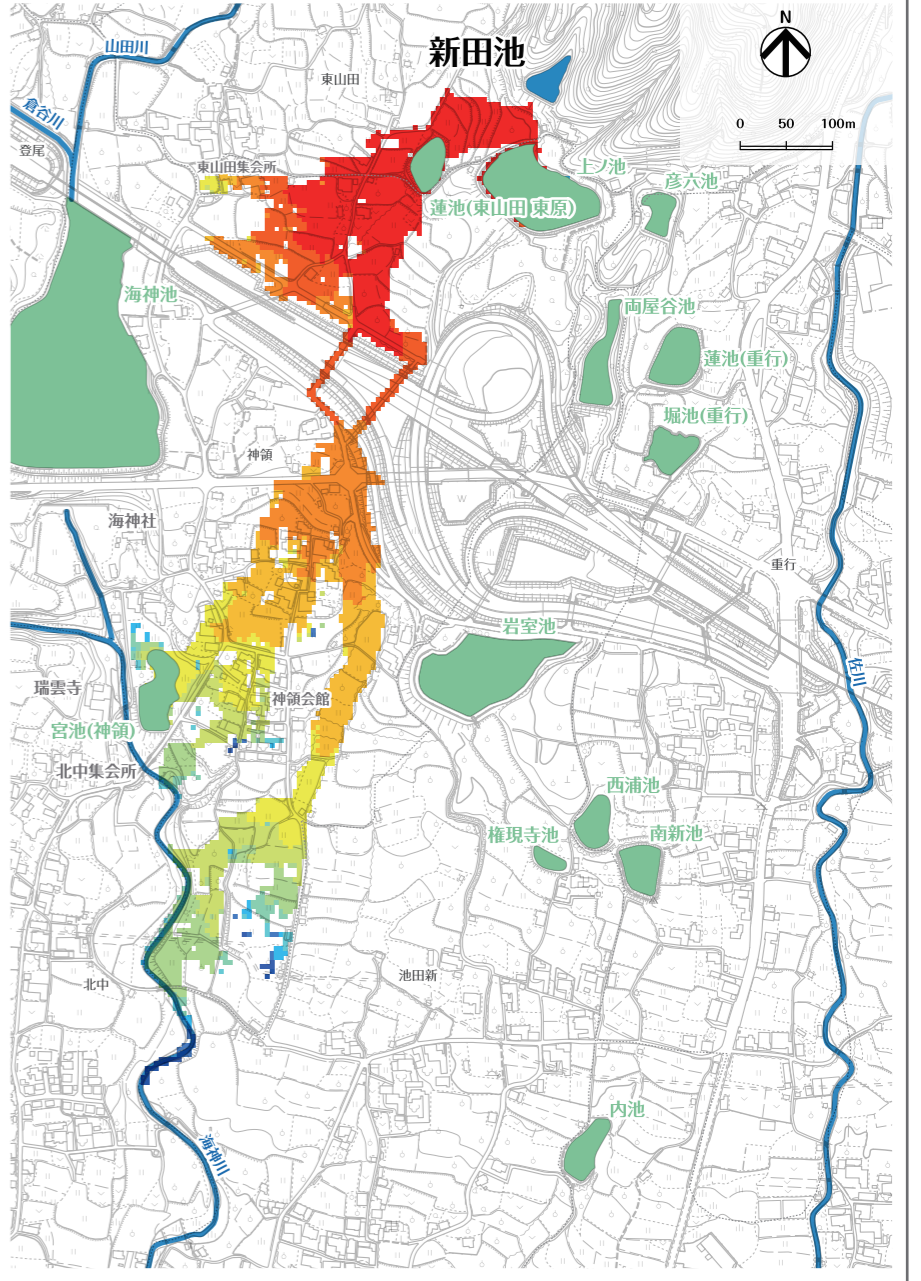 新田池
N
0 50 100m
山田川
東山田
倉谷川
登尾
東山田集会所
上ノ池
彦六池
蓮池(東山田 東原)
海神池
両屋谷池
蓮池(重行)
堀池(重行)
神領
W
海神社
重行
岩室池
佐川
瑞雲寺
神領会館
宮池(神領)
北中集会所
西浦池
権現寺池
南新池
池田新
北中
内池
海神川